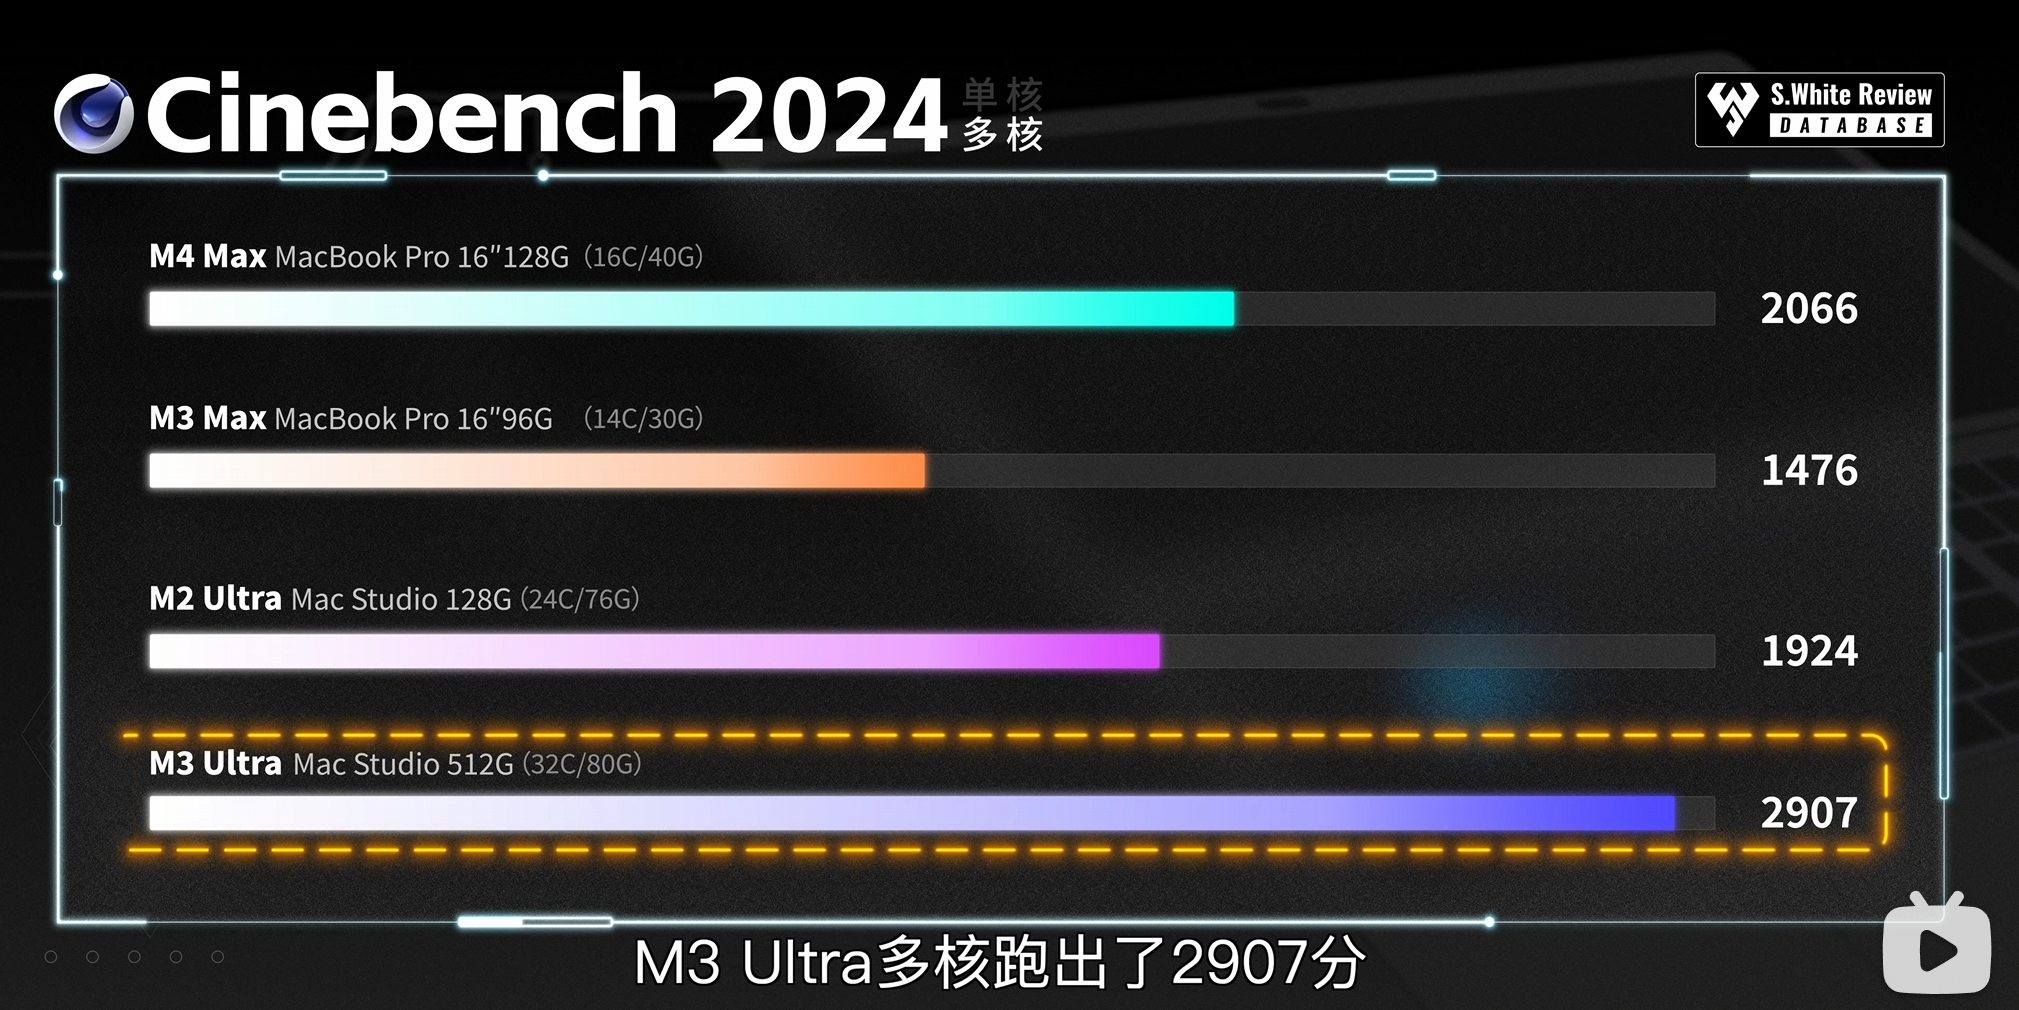 Cinebench 2024
单核
多核
S.White Review
DATABASE
M4 Max MacBook Pro 16"128G (16C/40G)
2066
M3 Max MacBook Pro 16"96G (14C/30G)
1476
M2 Ultra Mac Studio 128G (24C/76G)
1924
M3 Ultra Mac Studio 512G (32C/80G)
2907
M3 Ultra多核跑出了2907分